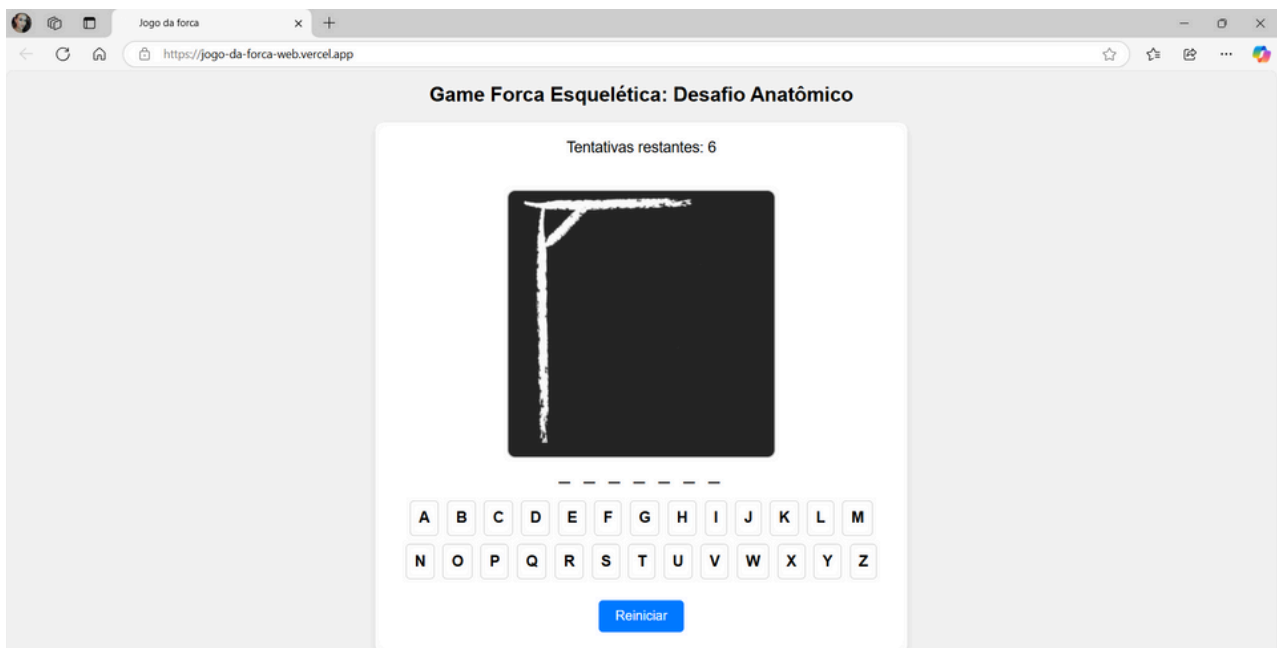 Jogo da forca
https://jogo-da-forca-web.vercel.app
Game Forca Esquelética: Desafio Anatômico
Tentativas restantes: 6
_ _ _ _ _ _ _
A B C D E F G H I J K L M
N O P Q R S T U V W X Y Z
Reiniciar